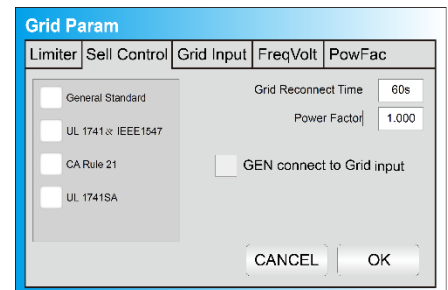 Grid Param
Limiter Sell Control Grid Input FreqVolt PowFac
General Standard
UL 1741 & IEEE1547
CA Rule 21
UL 1741SA
Grid Reconnect Time 60s
Power Factor 1.000
GEN connect to Grid input
CANCEL OK